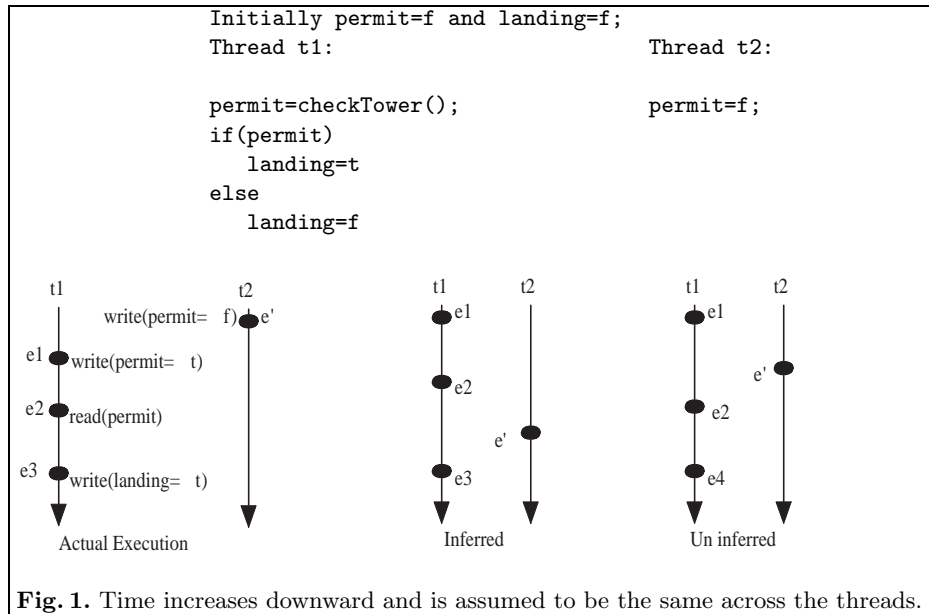 Initially permit=f and landing=f;
Thread t1: Thread t2:
permit=checkTower(); permit=f;
if(permit)
landing=t
else
landing=f
t1 t2 t1 t2 t1 t2
write(permit= f) e' e1 e1
e1 write(permit= t) e'
e2 read(permit) e2 e2
e'
e3 write(landing= t) e3 e4
Actual Execution Inferred Un inferred
Fig. 1. Time increases downward and is assumed to be the same across the threads.